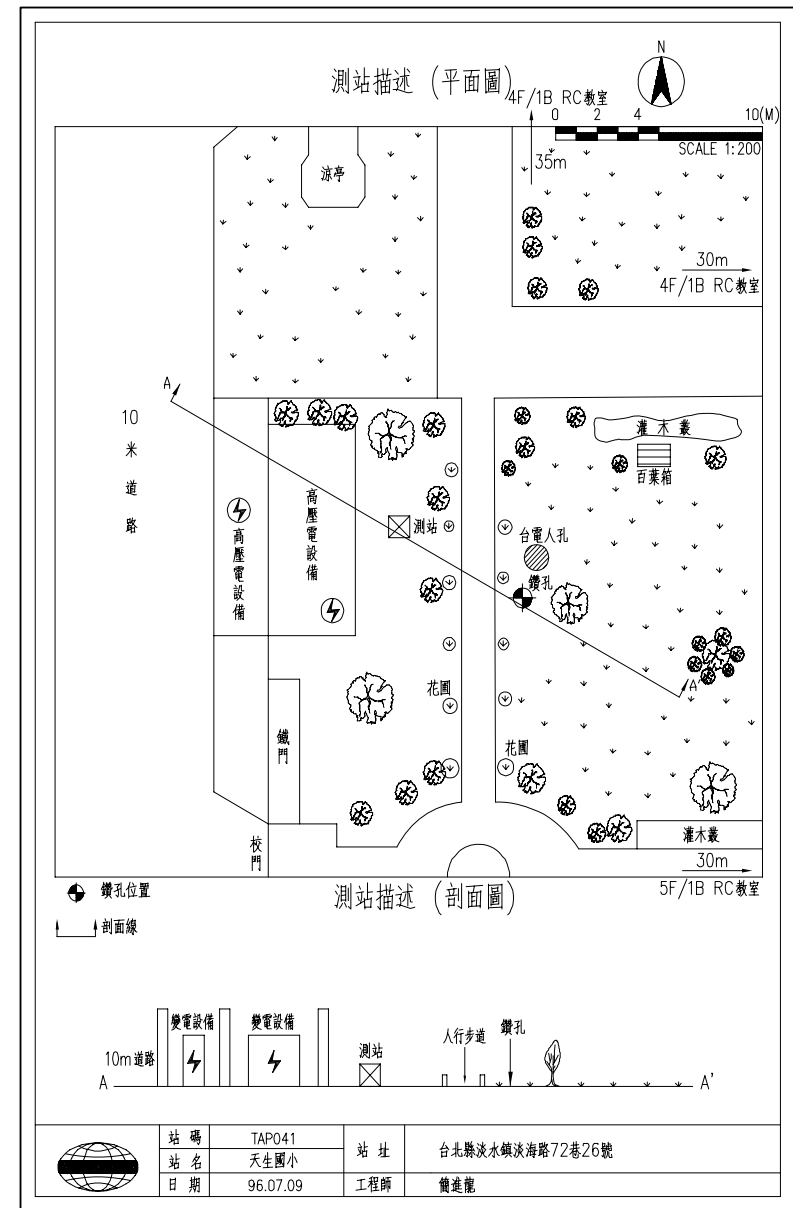 測站描述 (平面圖)
N
4F/1B RC教室
0 2 4 10(M)
SCALE 1:200
35m
涼亭
30m
4F/1B RC教室
A
10米道路
灌木叢
百葉箱
高壓電設備
高壓電設備
測站
台電人孔
鑽孔
A'
花圃
花圃
鐵門
校門
灌木叢
30m
5F/1B RC教室
鑽孔位置
剖面線
測站描述 (剖面圖)
變電設備
變電設備
鑽孔
人行步道
測站
10m道路
A
A'
站碼 TAP041
站址 台北縣淡水鎮淡海路72巷26號
站名 天生國小
日期 96.07.09
工程師 簡進龍